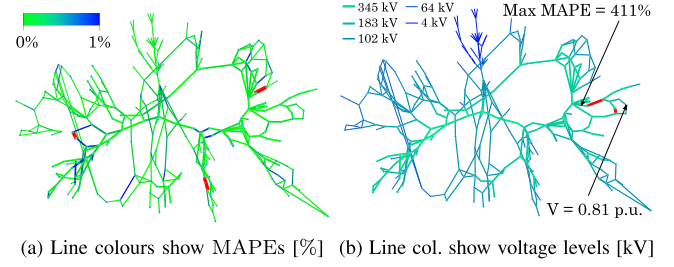 0%
1%
345 kV
183 kV
102 kV
64 kV
4 kV
Max MAPE = 411%
V = 0.81 p.u.
(a) Line colours show MAPEs [%]
(b) Line col. show voltage levels [kV]